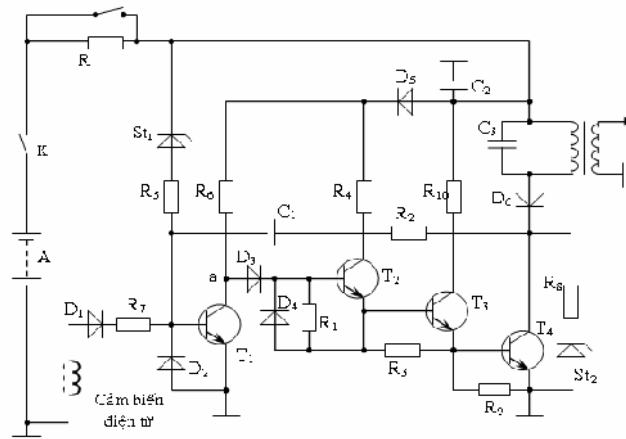 R
D5
C2
St1
C3
K
R5
R6
R4
R10
D6
C1
R2
A
a
D3
T2
R8
D1
R7
D4
R1
T3
T4
T1
D2
R3
St2
Cảm biến
điện từ
R9